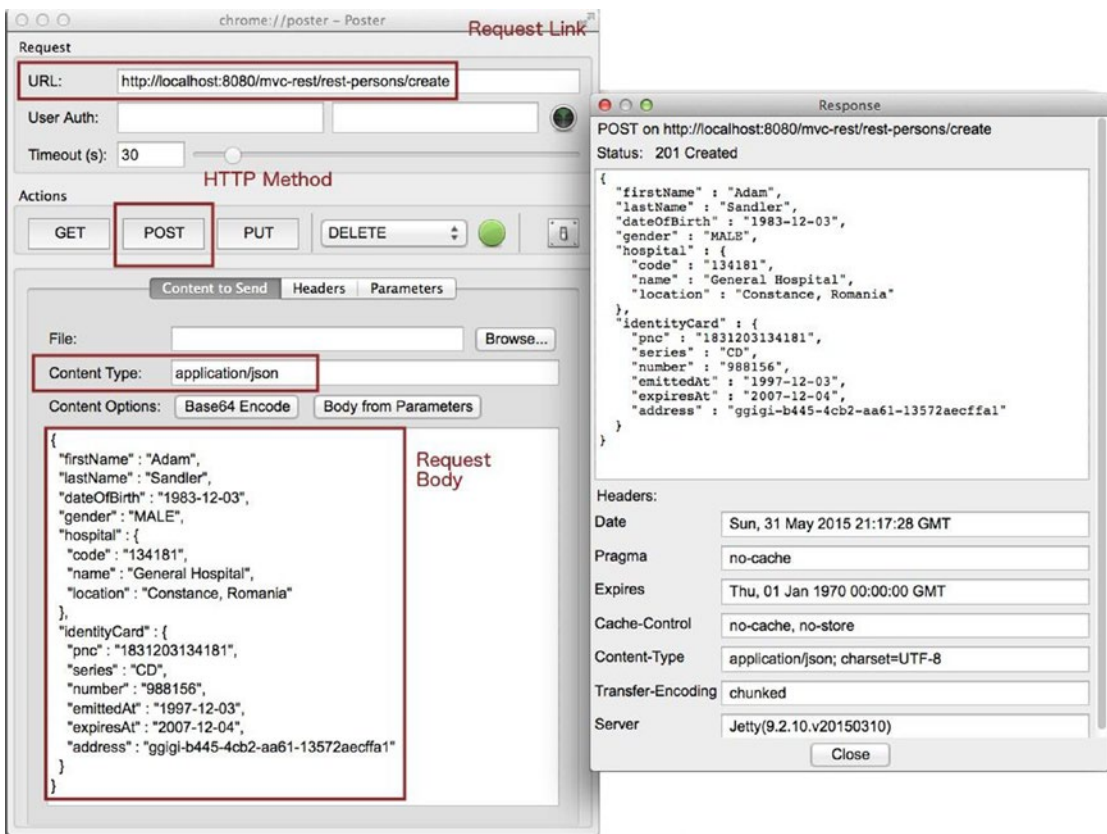 chrome://poster – Poster
Request Link
Request
URL: http://localhost:8080/mvc-rest/rest-persons/create
User Auth:
Timeout (s): 30
HTTP Method
Actions
GET POST PUT DELETE
Content to Send Headers Parameters
File: Browse...
Content Type: application/json
Content Options: Base64 Encode Body from Parameters
Request
Body
{
"firstName" : "Adam",
"lastName" : "Sandler",
"dateOfBirth" : "1983-12-03",
"gender" : "MALE",
"hospital" : {
"code" : "134181",
"name" : "General Hospital",
"location" : "Constance, Romania"
},
"identityCard" : {
"pnc" : "1831203134181",
"series" : "CD",
"number" : "988156",
"emittedAt" : "1997-12-03",
"expiresAt" : "2007-12-04",
"address" : "ggigi-b445-4cb2-aa61-13572aecffa1"
}
}
Response
POST on http://localhost:8080/mvc-rest/rest-persons/create
Status: 201 Created
{
"firstName" : "Adam",
"lastName" : "Sandler",
"dateOfBirth" : "1983-12-03",
"gender" : "MALE",
"hospital" : {
"code" : "134181",
"name" : "General Hospital",
"location" : "Constance, Romania"
},
"identityCard" : {
"pnc" : "1831203134181",
"series" : "CD",
"number" : "988156",
"emittedAt" : "1997-12-03",
"expiresAt" : "2007-12-04",
"address" : "ggigi-b445-4cb2-aa61-13572aecffa1"
}
}
Headers:
Date Sun, 31 May 2015 21:17:28 GMT
Pragma no-cache
Expires Thu, 01 Jan 1970 00:00:00 GMT
Cache-Control no-cache, no-store
Content-Type application/json; charset=UTF-8
Transfer-Encoding chunked
Server Jetty(9.2.10.v20150310)
Close